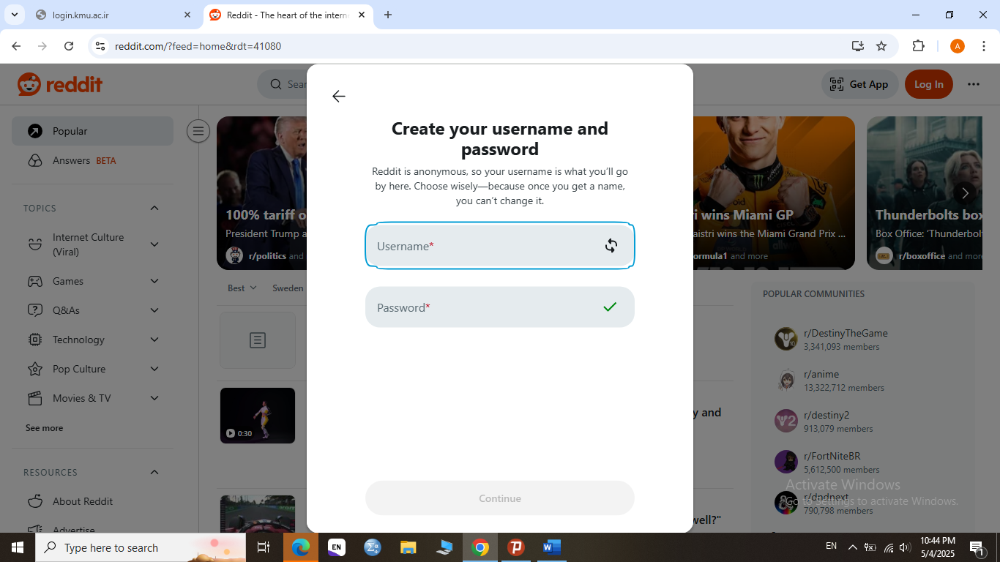 login.kmu.ac.ir
Reddit - The heart of the interne
reddit.com/?feed=home&rdt=41080
A
reddit
Sear
Get App
Log In
Popular
Answers BETA
TOPICS
Internet Culture
(Viral)
Games
Q&As
Technology
Pop Culture
Movies & TV
See more
RESOURCES
About Reddit
Advertise
100% tariff o
President Trump a
r/politics and
Best
Sweden
0:30
Create your username and
password
Reddit is anonymous, so your username is what you'll go
by here. Choose wisely—because once you get a name,
you can't change it.
Username*
Password*
Continue
ri wins Miami GP
aistri wins the Miami Grand Prix ...
ormula1 and more
Thunderbolts box
Box Office: 'Thunderbolt
r/boxoffice and more
y and
well?"
POPULAR COMMUNITIES
r/DestinyTheGame
3,341,093 members
r/anime
13,322,712 members
r/destiny2
913,079 members
r/FortNiteBR
5,612,500 members
r/dndnext
790,798 members
Activate Windows
Go to Settings to activate Windows.
Type here to search
EN
EN
10:44 PM
5/4/2025
1